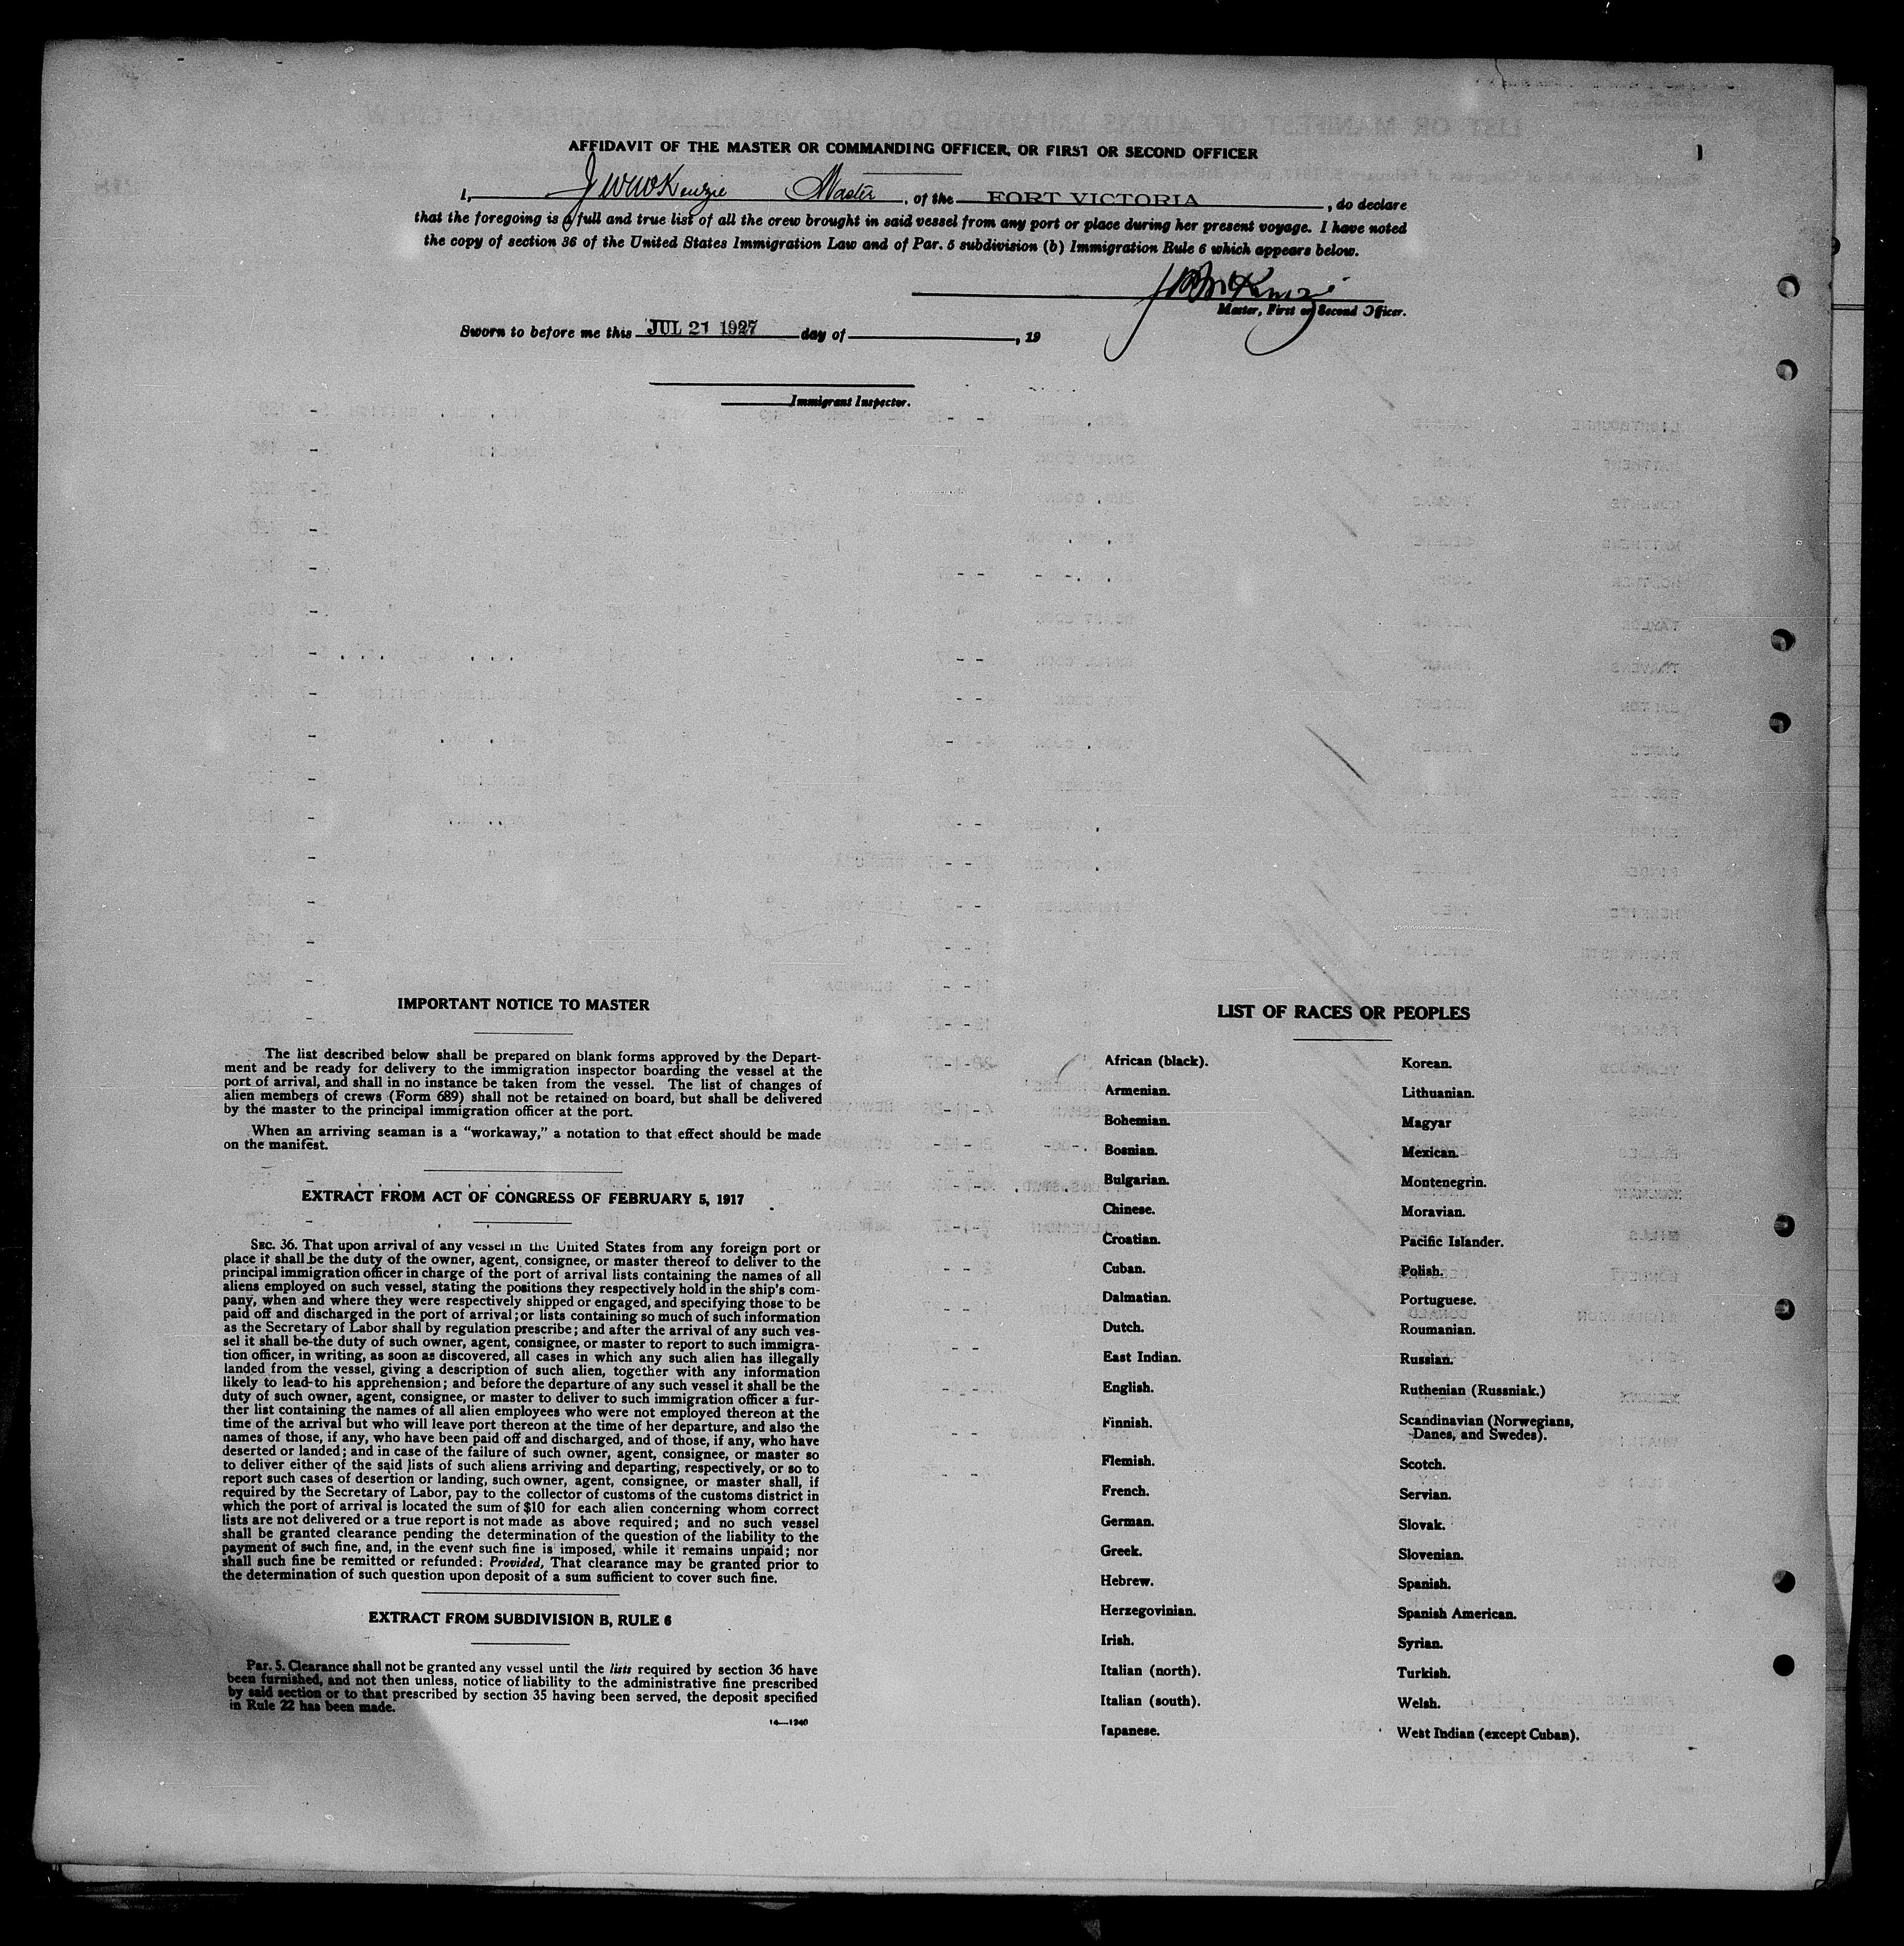 AFFIDAVIT OF THE MASTER OR COMMANDING OFFICER, OR FIRST OR SECOND OFFICER
I, J W McKenzie Master, of the FORT VICTORIA, do declare
that the foregoing is a full and true list of all the crew brought in said vessel from any port or place during her present voyage. I have noted
the copy of section 36 of the United States Immigration Law and of Par. 5 subdivision (b) Immigration Rule 6 which appears below.
J W McKenzie
Master, First or Second Officer.
Sworn to before me this JUL 21 1927 day of , 19
Immigrant Inspector.
IMPORTANT NOTICE TO MASTER
The list described below shall be prepared on blank forms approved by the Depart-
ment and be ready for delivery to the immigration inspector boarding the vessel at the
port of arrival, and shall in no instance be taken from the vessel. The list of changes of
alien members of crews (Form 689) shall not be retained on board, but shall be delivered
by the master to the principal immigration officer at the port.
When an arriving seaman is a “workaway,” a notation to that effect should be made
on the manifest.
EXTRACT FROM ACT OF CONGRESS OF FEBRUARY 5, 1917
SEC. 36. That upon arrival of any vessel in the United States from any foreign port or
place it shall be the duty of the owner, agent, consignee, or master thereof to deliver to the
principal immigration officer in charge of the port of arrival lists containing the names of all
aliens employed on such vessel, stating the positions they respectively hold in the ship's com-
pany, when and where they were respectively shipped or engaged, and specifying those to be
paid off and discharged in the port of arrival; or lists containing so much of such information
as the Secretary of Labor shall by regulation prescribe; and after the arrival of any such ves-
sel it shall be the duty of such owner, agent, consignee, or master to report to such immigra-
tion officer, in writing, as soon as discovered, all cases in which any such alien has illegally
landed from the vessel, giving a description of such alien, together with any information
likely to lead to his apprehension; and before the departure of any such vessel it shall be the
duty of such owner, agent, consignee, or master to deliver to such immigration officer a fur-
ther list containing the names of all alien employees who were not employed thereon at the
time of the arrival but who will leave port thereon at the time of her departure, and also the
names of those, if any, who have been paid off and discharged, and of those, if any, who have
deserted or landed; and in case of the failure of such owner, agent, consignee, or master so
to deliver either of the said lists of such aliens arriving and departing, respectively, or so to
report such cases of desertion or landing, such owner, agent, consignee, or master shall, if
required by the Secretary of Labor, pay to the collector of customs of the customs district in
which the port of arrival is located the sum of $10 for each alien concerning whom correct
lists are not delivered or a true report is not made as above required; and no such vessel
shall be granted clearance pending the determination of the question of the liability to the
payment of such fine, and, in the event such fine is imposed, while it remains unpaid; nor
shall such fine be remitted or refunded: Provided, That clearance may be granted prior to
the determination of such question upon deposit of a sum sufficient to cover such fine.
EXTRACT FROM SUBDIVISION B, RULE 6
Par. 5. Clearance shall not be granted any vessel until the lists required by section 36 have
been furnished, and not then unless, notice of liability to the administrative fine prescribed
by said section or to that prescribed by section 35 having been served, the deposit specified
in Rule 22 has been made.
14—1240
LIST OF RACES OR PEOPLES
African (black).
Armenian.
Bohemian.
Bosnian.
Bulgarian.
Chinese.
Croatian.
Cuban.
Dalmatian.
Dutch.
East Indian.
English.
Finnish.
Flemish.
French.
German.
Greek.
Hebrew.
Herzegovinian.
Irish.
Italian (north).
Italian (south).
Japanese.
Korean.
Lithuanian.
Magyar
Mexican.
Montenegrin.
Moravian.
Pacific Islander.
Polish.
Portuguese.
Roumanian.
Russian.
Ruthenian (Russniak.)
Scandinavian (Norwegians,
Danes, and Swedes).
Scotch.
Servian.
Slovak.
Slovenian.
Spanish.
Spanish American.
Syrian.
Turkish.
Welsh.
West Indian (except Cuban).